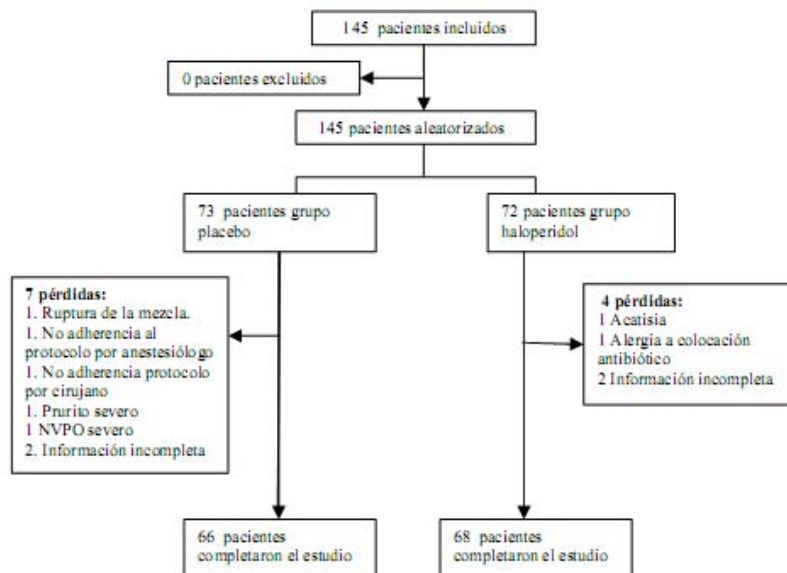 145 pacientes incluidos
0 pacientes excluidos
145 pacientes aleatorizados
73 pacientes grupo
placebo
72 pacientes grupo
haloperidol
7 pérdidas:
1. Ruptura de la mezcla.
1. No adherencia al
protocolo por anestesiólogo
1. No adherencia protocolo
por cirujano
1. Prurito severo
1 NVPO severo
2. Información incompleta
4 pérdidas:
1 Acatisia
1 Alergia a colocación
antibiótico
2 Información incompleta
66 pacientes
completaron el estudio
68 pacientes
completaron el estudio